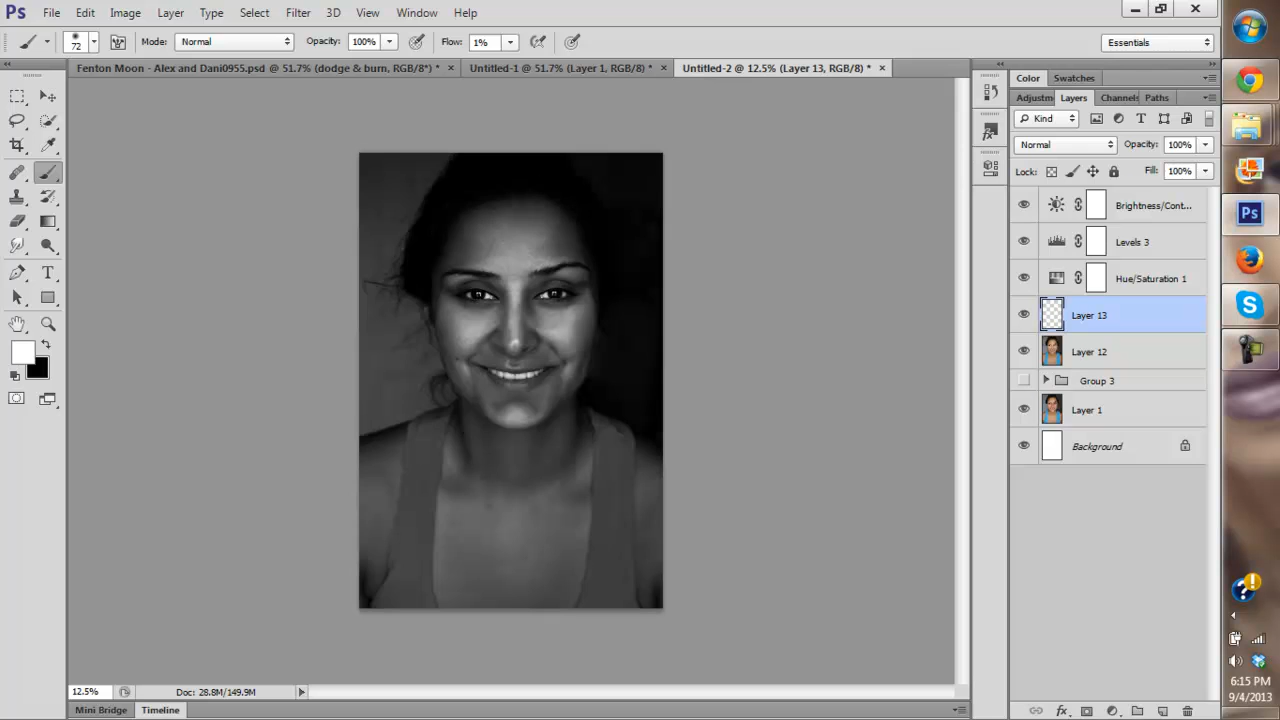 Ps File Edit Image Layer Type Select Filter 3D View Window Help
72 Mode: Normal Opacity: 100% Flow: 1% Essentials
Fenton Moon - Alex and Dani0955.psd @ 51.7% (dodge & burn, RGB/8*) * × Untitled-1 @ 51.7% (Layer 1, RGB/8) * × Untitled-2 @ 12.5% (Layer 13, RGB/8) * ×
Color Swatches
Adjustm Layers Channels Paths
Kind T
Normal Opacity: 100%
Lock: Fill: 100%
Brightness/Cont...
Levels 3
Hue/Saturation 1
Layer 13
Layer 12
Group 3
Layer 1
Background
T
Ps
S
?
!
fx
12.5% Doc: 28.8M/149.9M
Mini Bridge Timeline
6:15 PM
9/4/2013